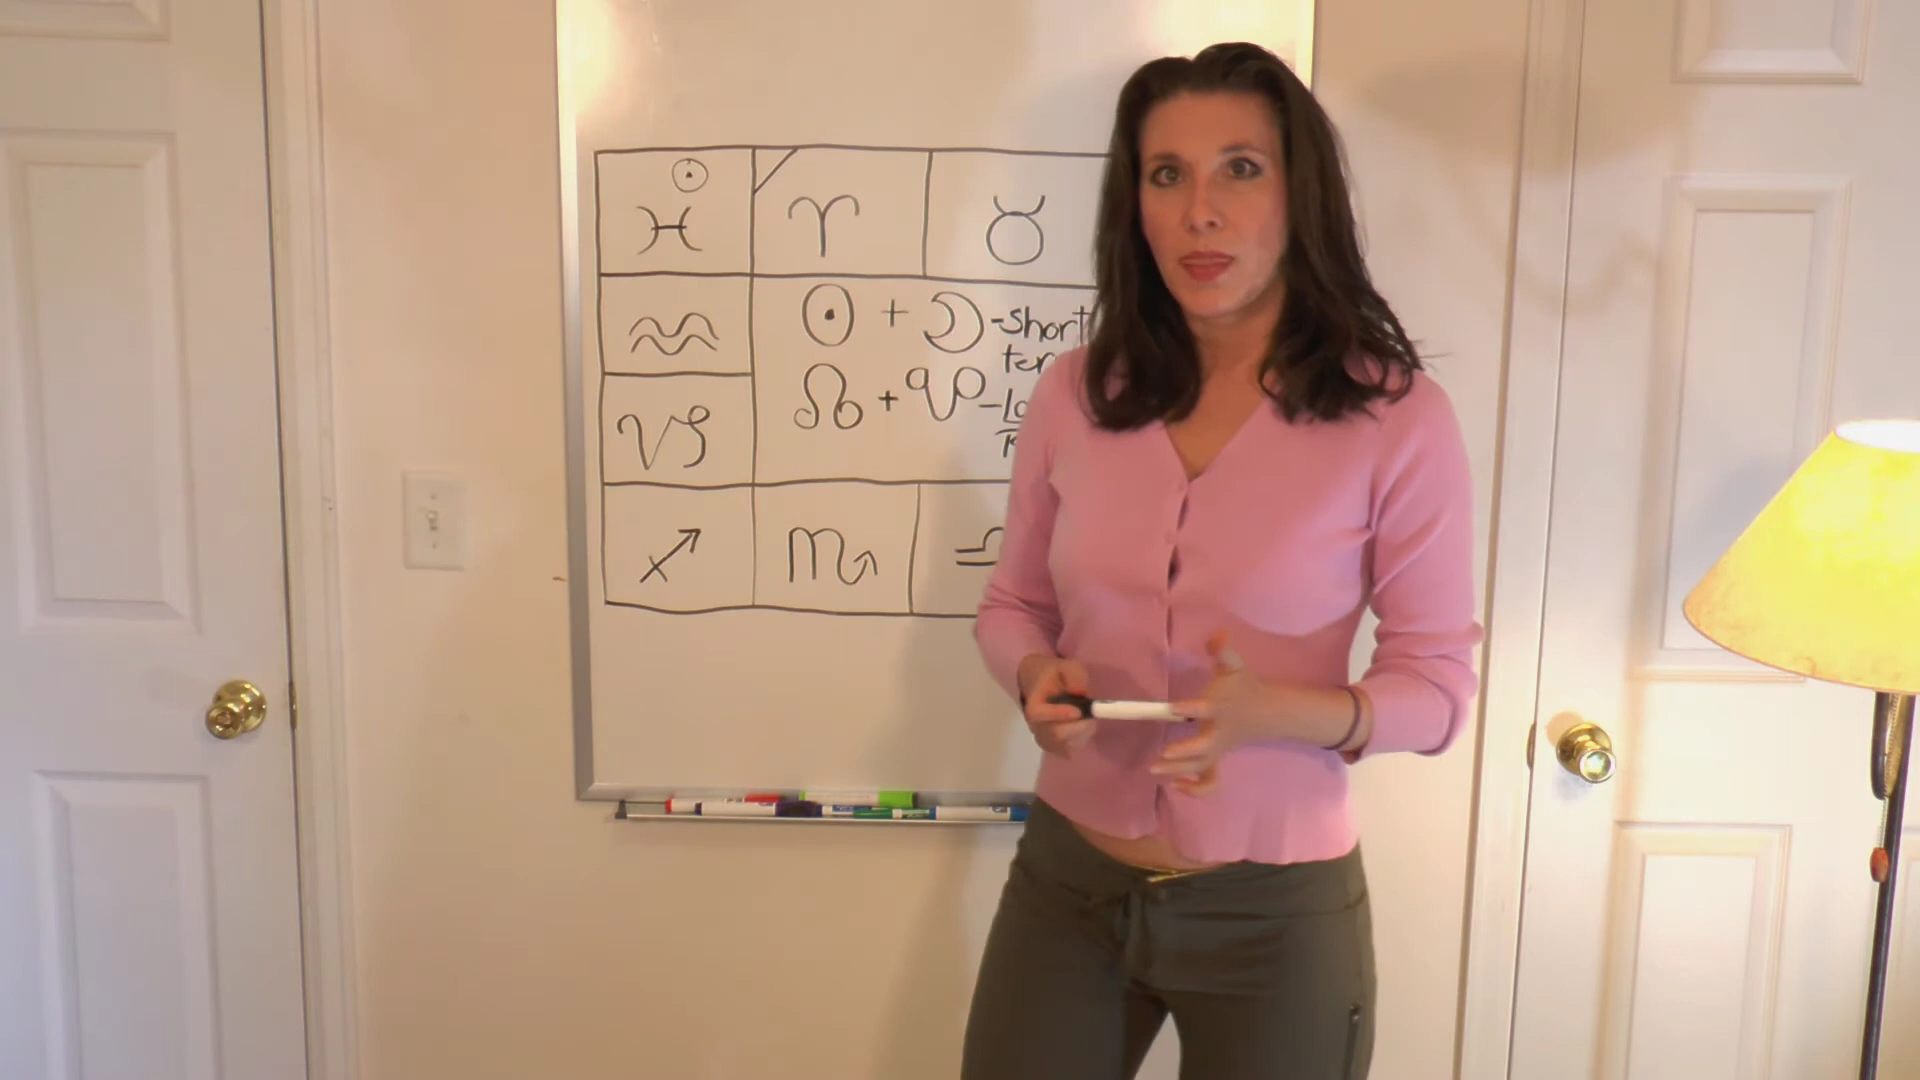 ☉
♓ ♈ ♉
♒ ☉ + ☽ - short
♑ ☊ + ☋ -
♐ ♏ ♎